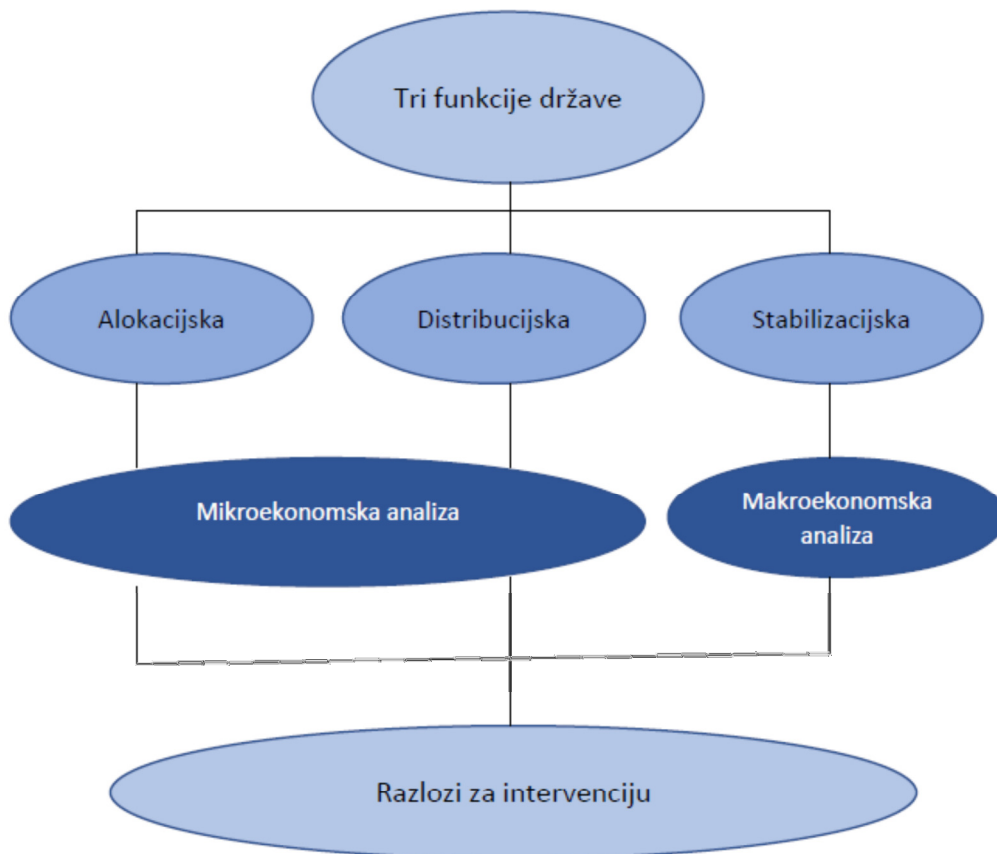 Tri funkcije države
Alokacijska
Distribucijska
Stabilizacijska
Mikroekonomska analiza
Makroekonomska
analiza
Razlozi za intervenciju